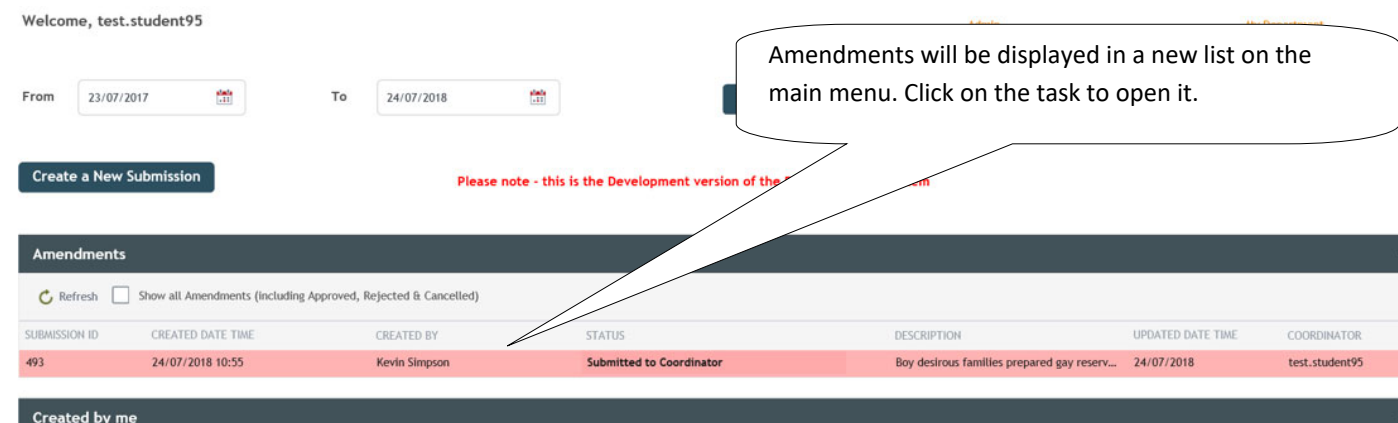 Welcome, test.student95
Admin
My Department
Amendments will be displayed in a new list on the
main menu. Click on the task to open it.
From 23/07/2017 To 24/07/2018
Create a New Submission
Please note - this is the Development version of the
Amendments
Refresh Show all Amendments (including Approved, Rejected & Cancelled)
SUBMISSION ID CREATED DATE TIME CREATED BY STATUS DESCRIPTION UPDATED DATE TIME COORDINATOR
493 24/07/2018 10:55 Kevin Simpson Submitted to Coordinator Boy desirous families prepared gay reserv... 24/07/2018 test.student95
Created by me